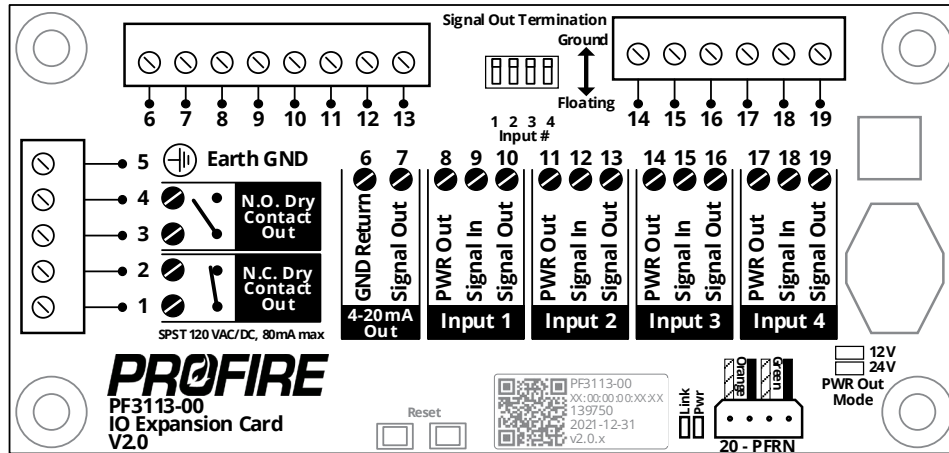 Signal Out Termination
Ground
Floating
1 2 3 4
Input #
6 7 8 9 10 11 12 13
14 15 16 17 18 19
5 Earth GND
4
3
N.O. Dry
Contact
Out
2
1
N.C. Dry
Contact
Out
SPST 120 VAC/DC, 80mA max
6 7 8 9 10 11 12 13 14 15 16 17 18 19
GND Return
Signal Out
4-20mA
Out
PWR Out
Signal In
Signal Out
Input 1
PWR Out
Signal In
Signal Out
Input 2
PWR Out
Signal In
Signal Out
Input 3
PWR Out
Signal In
Signal Out
Input 4
PROFIRE
PF3113-00
IO Expansion Card
V2.0
Reset
PF3113-00
XX:00:00:00:XX:XX
139750
2021-12-31
v2.0.x
Link
Pwr
Orange
Green
20 - PFRN
12V
24V
PWR Out
Mode